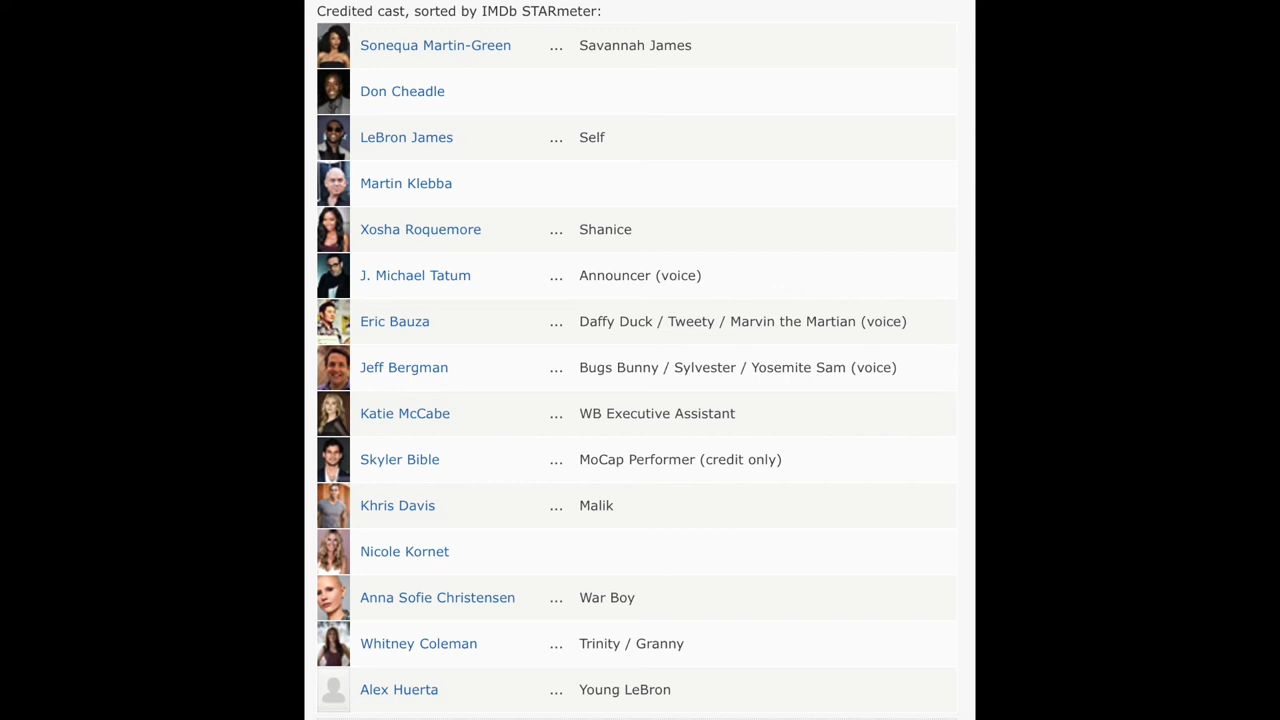 Credited cast, sorted by IMDb STARmeter:
Sonequa Martin-Green ... Savannah James
Don Cheadle
LeBron James ... Self
Martin Klebba
Xosha Roquemore ... Shanice
J. Michael Tatum ... Announcer (voice)
Eric Bauza ... Daffy Duck / Tweety / Marvin the Martian (voice)
Jeff Bergman ... Bugs Bunny / Sylvester / Yosemite Sam (voice)
Katie McCabe ... WB Executive Assistant
Skyler Bible ... MoCap Performer (credit only)
Khris Davis ... Malik
Nicole Kornet
Anna Sofie Christensen ... War Boy
Whitney Coleman ... Trinity / Granny
Alex Huerta ... Young LeBron